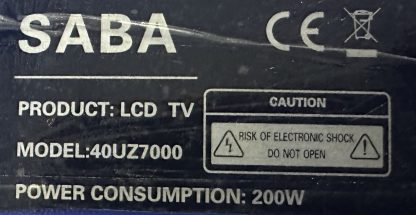 SABA
CE
PRODUCT: LCD TV
MODEL:40UZ7000
CAUTION
RISK OF ELECTRONIC SHOCK
DO NOT OPEN
POWER CONSUMPTION: 200W